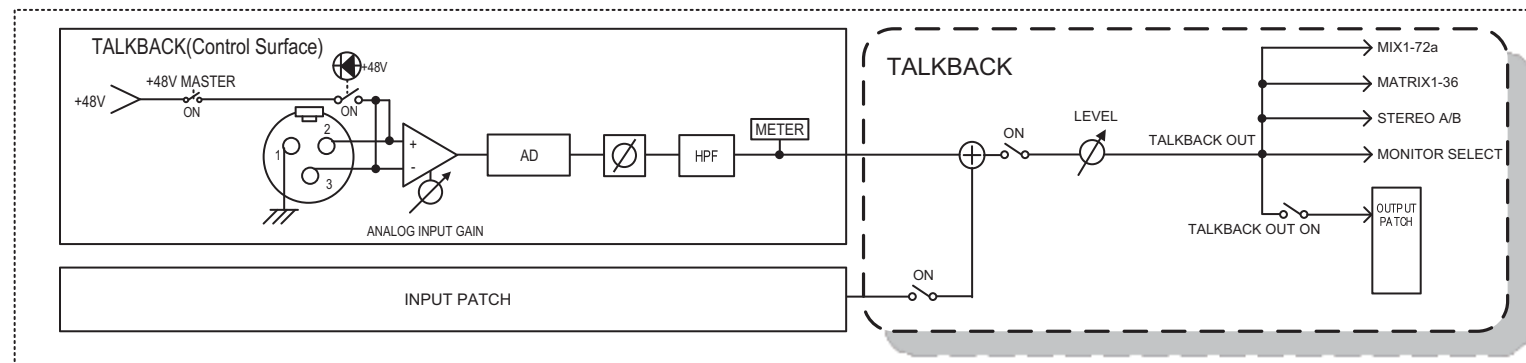 TALKBACK(Control Surface)
+48V
+48V MASTER
+48V
ON
ON
1
2
3
+
-
ANALOG INPUT GAIN
AD
HPF
METER
INPUT PATCH
TALKBACK
ON
ON
LEVEL
TALKBACK OUT
MIX1-72a
MATRIX1-36
STEREO A/B
MONITOR SELECT
TALKBACK OUT ON
OUTPUT
PATCH